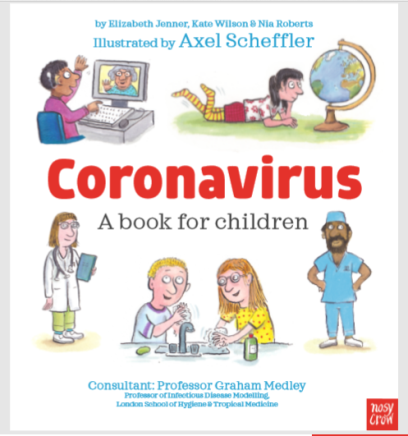 by Elizabeth Jenner, Kate Wilson & Nia Roberts
Illustrated by Axel Scheffler
Coronavirus
A book for children
Consultant: Professor Graham Medley
Professor of Infectious Disease Modelling,
London School of Hygiene & Tropical Medicine
nosy
crow